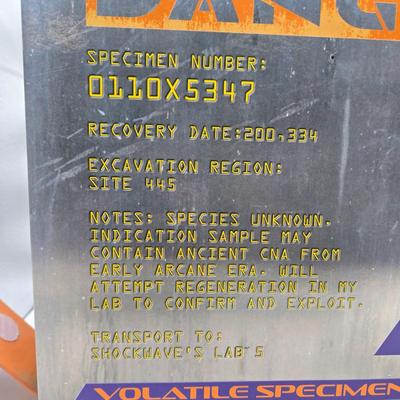 DANG
SPECIMEN NUMBER:
0110X5347
RECOVERY DATE:200,334
EXCAVATION REGION:
SITE 445
NOTES: SPECIES UNKNOWN.
INDICATION SAMPLE MAY
CONTAIN ANCIENT CNA FROM
EARLY ARCANE ERA. WILL
ATTEMPT REGENERATION IN MY
LAB TO CONFIRM AND EXPLOIT.
TRANSPORT TO:
SHOCKWAVE'S LAB 5
VOLATILE SPECIMEN